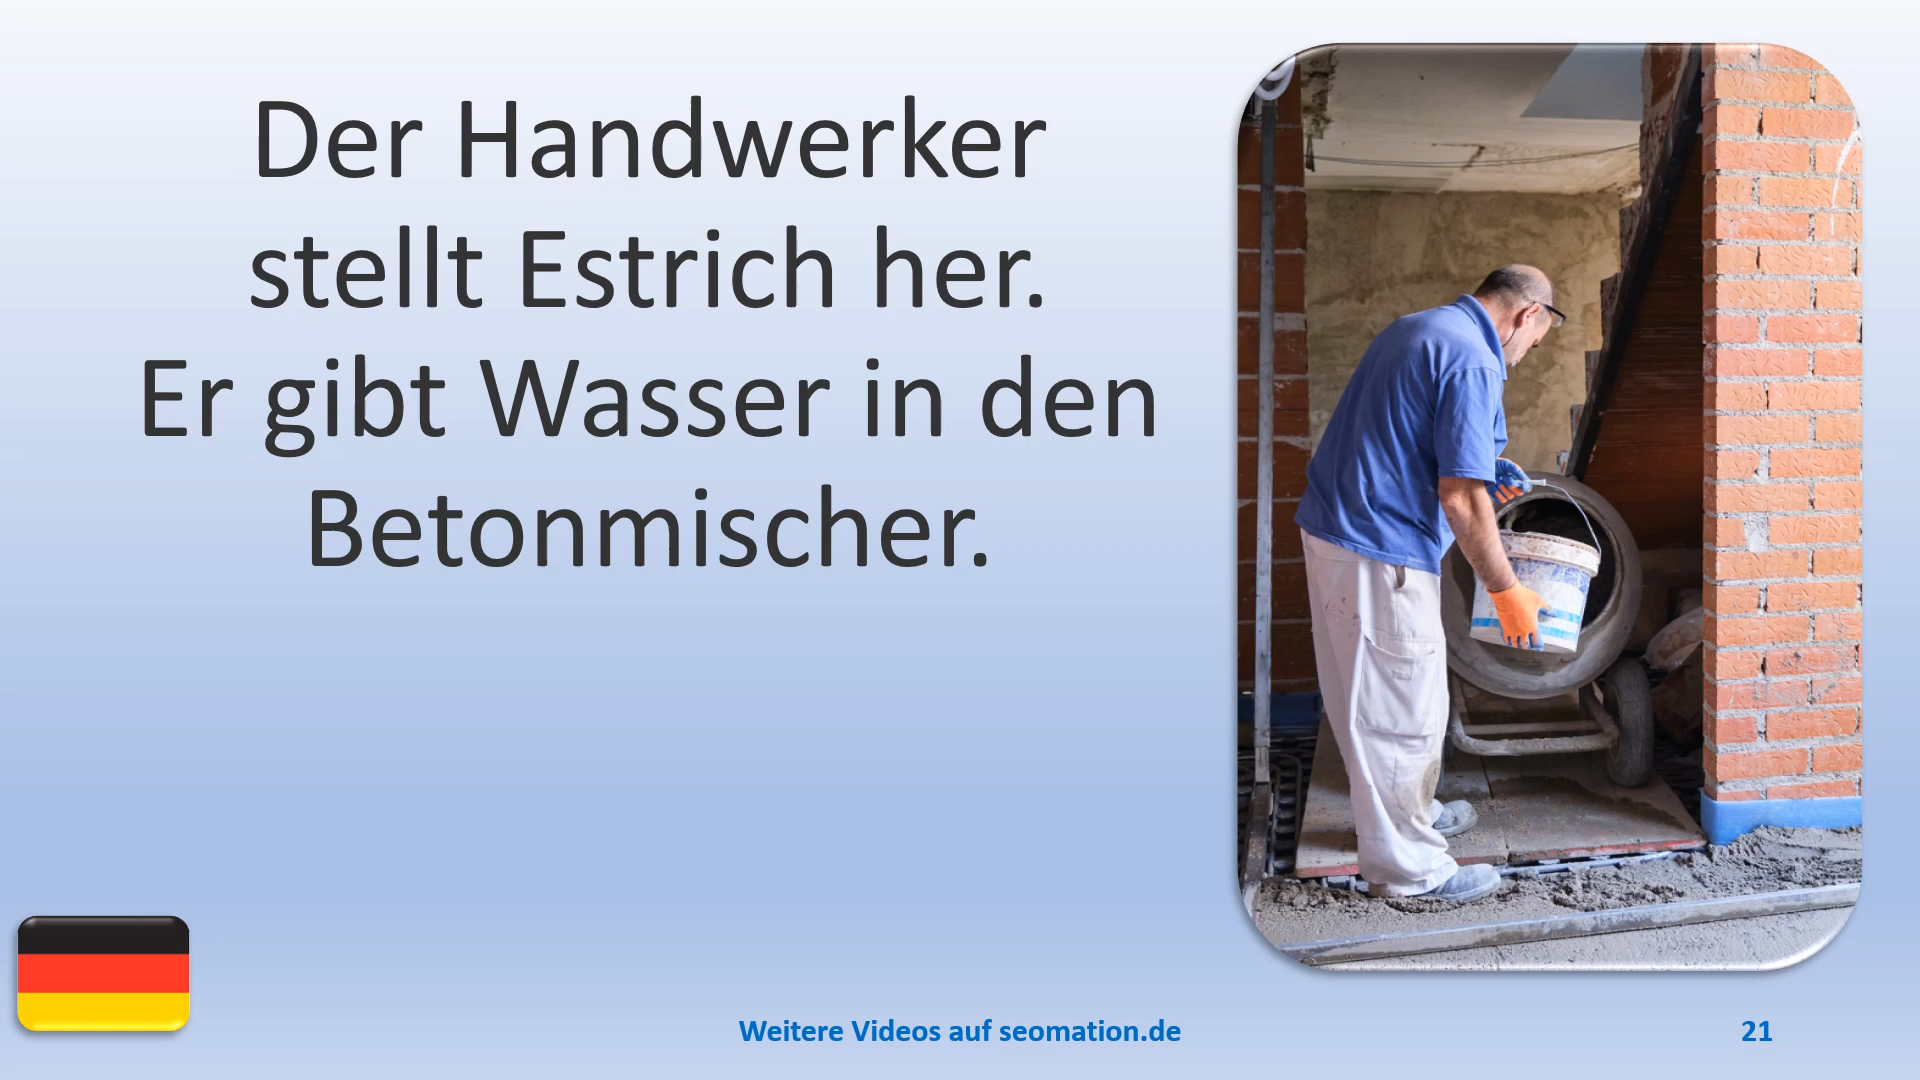 Der Handwerker
stellt Estrich her.
Er gibt Wasser in den
Betonmischer.
Weitere Videos auf seomation.de
21